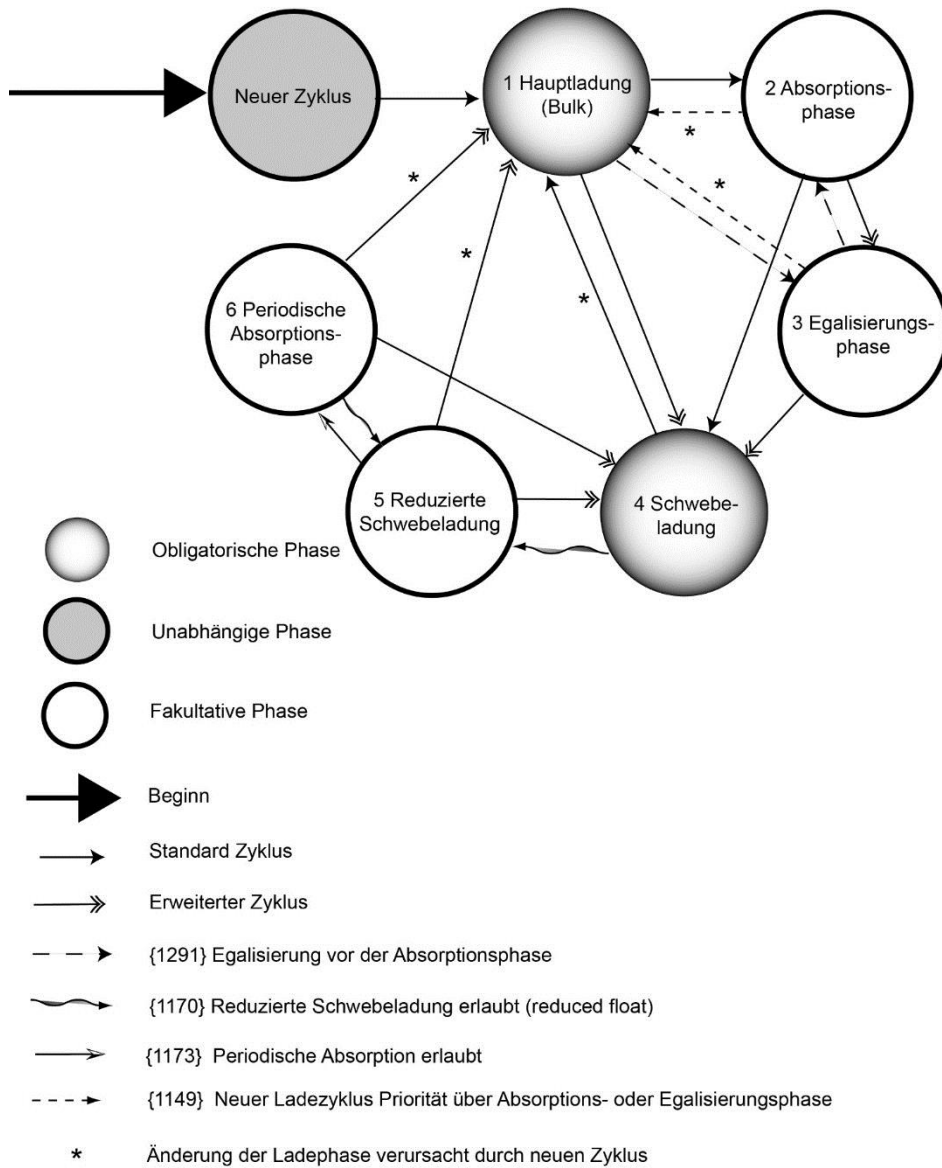 Neuer Zyklus
1 Hauptladung
(Bulk)
2 Absorptions-
phase
*
*
*
*
*
6 Periodische
Absorptions-
phase
3 Egalisierungs-
phase
5 Reduzierte
Schwebeladung
4 Schwebe-
ladung
Obligatorische Phase
Unabhängige Phase
Fakultative Phase
Beginn
Standard Zyklus
Erweiterter Zyklus
{1291} Egalisierung vor der Absorptionsphase
{1170} Reduzierte Schwebeladung erlaubt (reduced float)
{1173} Periodische Absorption erlaubt
{1149} Neuer Ladezyklus Priorität über Absorptions- oder Egalisierungsphase
* Änderung der Ladephase verursacht durch neuen Zyklus